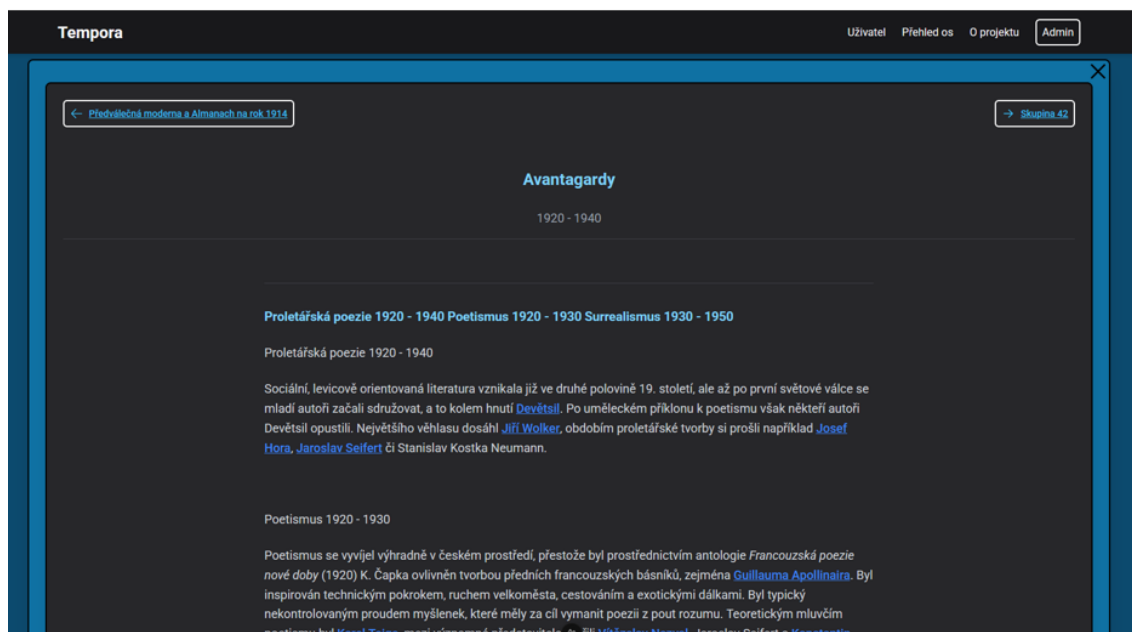 Tempora
Uživatel Přehled os O projektu Admin
← Předválečná moderna a Almanach na rok 1914
→ Skupina 42
Avantagardy
1920 - 1940
Proletářská poezie 1920 - 1940 Poetismus 1920 - 1930 Surrealismus 1930 - 1950
Proletářská poezie 1920 - 1940
Sociální, levicově orientovaná literatura vznikala již ve druhé polovině 19. století, ale až po první světové válce se
mladí autoři začali sdružovat, a to kolem hnutí Devětsil. Po uměleckém příklonu k poetismu však někteří autoři
Devětsil opustili. Největšího věhlasu dosáhl Jiří Wolker, obdobím proletářské tvorby si prošli například Josef
Hora, Jaroslav Seifert či Stanislav Kostka Neumann.
Poetismus 1920 - 1930
Poetismus se vyvíjel výhradně v českém prostředí, přestože byl prostřednictvím antologie Francouzská poezie
nové doby (1920) K. Čapka ovlivněn tvorbou předních francouzských básníků, zejména Guillauma Apollinaira. Byl
inspirován technickým pokrokem, ruchem velkoměsta, cestováním a exotickými dálkami. Byl typický
nekontrolovaným proudem myšlenek, které měly za cíl vymanit poezii z pout rozumu. Teoretickým mluvčím